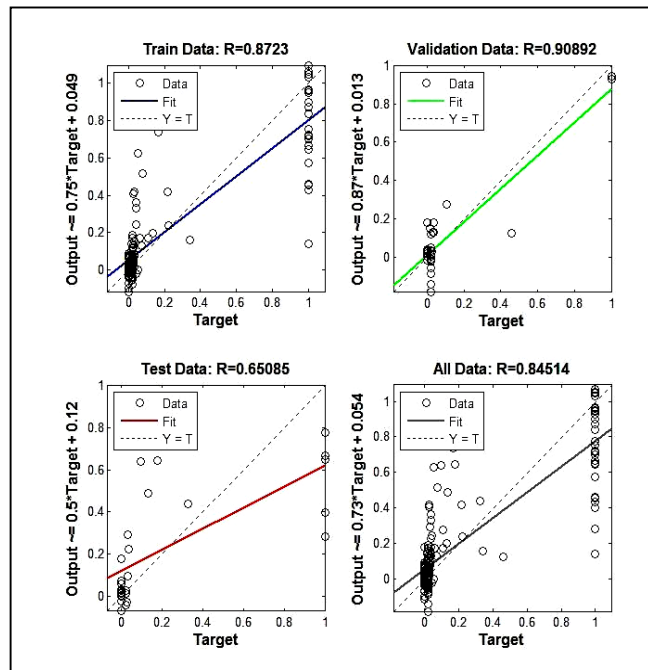 Train Data: R=0.8723
Output ~= 0.75*Target + 0.049
Data
Fit
Y = T
1
0.8
0.6
0.4
0.2
0
0 0.2 0.4 0.6 0.8 1
Target
Validation Data: R=0.90892
Output ~= 0.87*Target + 0.013
Data
Fit
Y = T
1
0.8
0.6
0.4
0.2
0
0 0.2 0.4 0.6 0.8 1
Target
Test Data: R=0.65085
Output ~= 0.5*Target + 0.12
Data
Fit
Y = T
1
0.8
0.6
0.4
0.2
0
0 0.2 0.4 0.6 0.8 1
Target
All Data: R=0.84514
Output ~= 0.73*Target + 0.054
Data
Fit
Y = T
1
0.8
0.6
0.4
0.2
0
0 0.2 0.4 0.6 0.8 1
Target